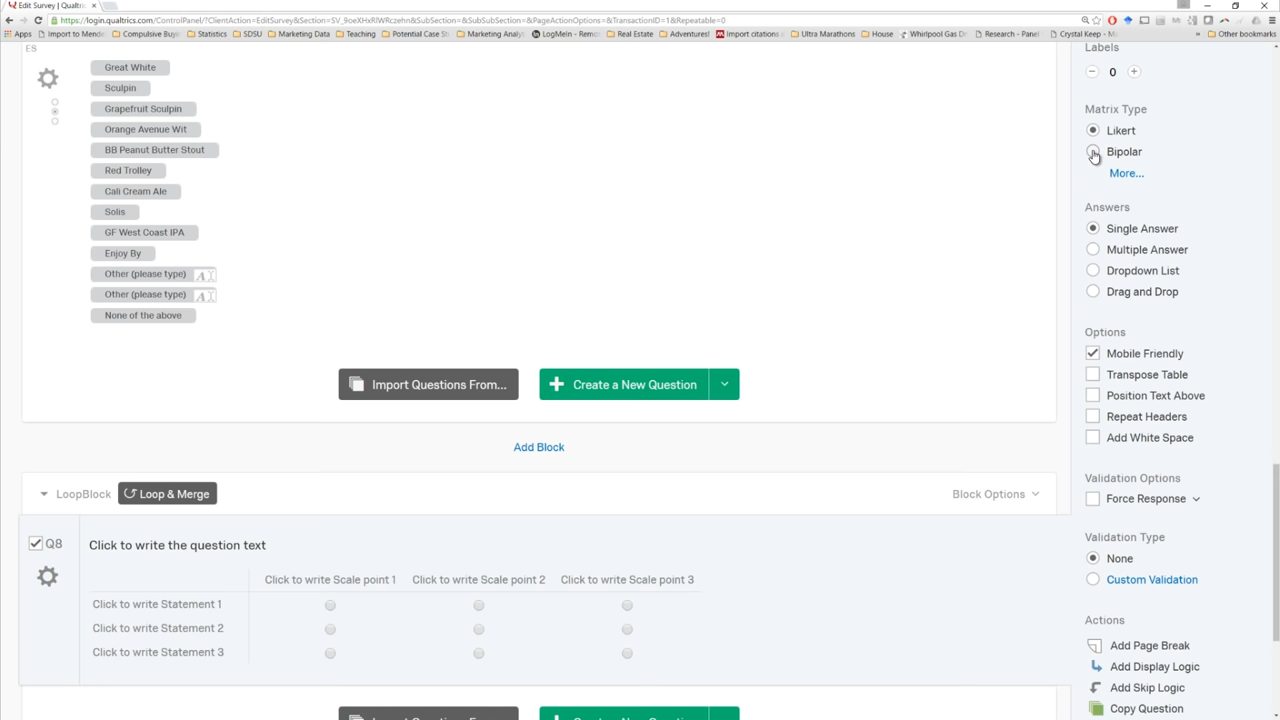 Edit Survey | Qualtri
https://login.qualtrics.com/ControlPanel/?ClientAction=EditSurvey&Section=SV_9oeXHxRlWRczehn&SubSection=&SubSubSection=&PageActionOptions=&TransactionID=1&Repeatable=0
Apps Import to Mende Compulsive Buy Statistics SDSU Marketing Data Teaching Potential Case St Marketing Analy LogMeIn - Remo Real Estate Adventures! Import citations Ultra Marathons House Whirlpool Gas D Research - Panel Crystal Keep - Mu » Other bookmarks
ES
Great White
Sculpin
Grapefruit Sculpin
Orange Avenue Wit
BB Peanut Butter Stout
Red Trolley
Cali Cream Ale
Solis
GF West Coast IPA
Enjoy By
Other (please type) A
Other (please type) A
None of the above
Import Questions From...
Create a New Question
Add Block
LoopBlock Loop & Merge Block Options
Q8
Click to write the question text
Click to write Scale point 1 Click to write Scale point 2 Click to write Scale point 3
Click to write Statement 1
Click to write Statement 2
Click to write Statement 3
Labels
0
Matrix Type
Likert
Bipolar
More...
Answers
Single Answer
Multiple Answer
Dropdown List
Drag and Drop
Options
Mobile Friendly
Transpose Table
Position Text Above
Repeat Headers
Add White Space
Validation Options
Force Response
Validation Type
None
Custom Validation
Actions
Add Page Break
Add Display Logic
Add Skip Logic
Copy Question